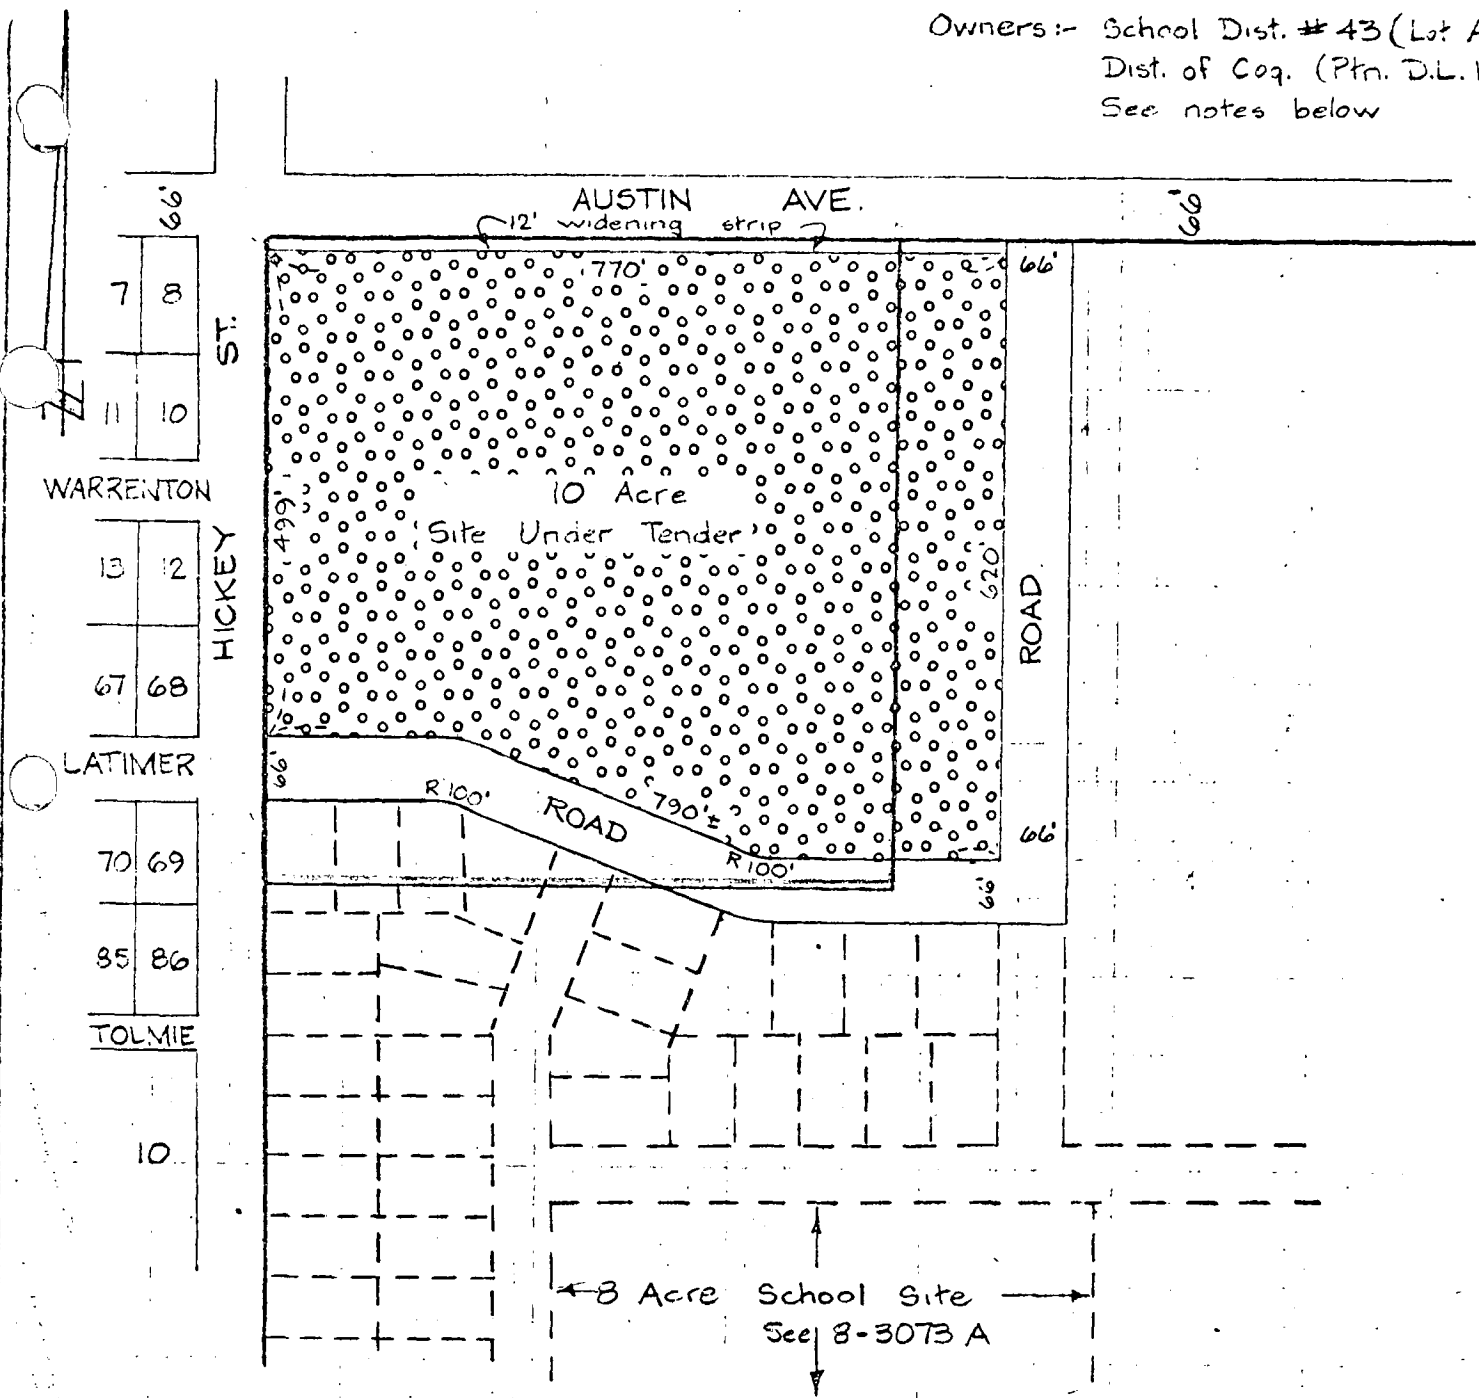 Owners:- School Dist. # 43 (Lot A
Dist. of Coq. (Ptn. D.L. 1
See notes below
AUSTIN AVE.
12' widening strip
66'
66'
770'
66'
7 8
11 10
HICKEY ST.
WARRENTON
13 12
67 68
LATIMER
70 69
85 86
TOLMIE
10
499'
10 Acre
Site Under Tender
620'
ROAD
66'
R 100'
ROAD
790'±
R 100'
66'
66'
8 Acre School Site
See 8-3073 A